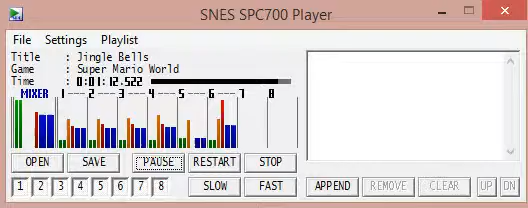 SNES SPC700 Player
File Settings Playlist
Title : Jingle Bells
Game : Super Mario World
Time : 0:01:12.522
MIXER 1---2---3---4---5---6---7 8
OPEN SAVE PAUSE RESTART STOP
1 2 3 4 5 6 7 8 SLOW FAST APPEND REMOVE CLEAR UP DN